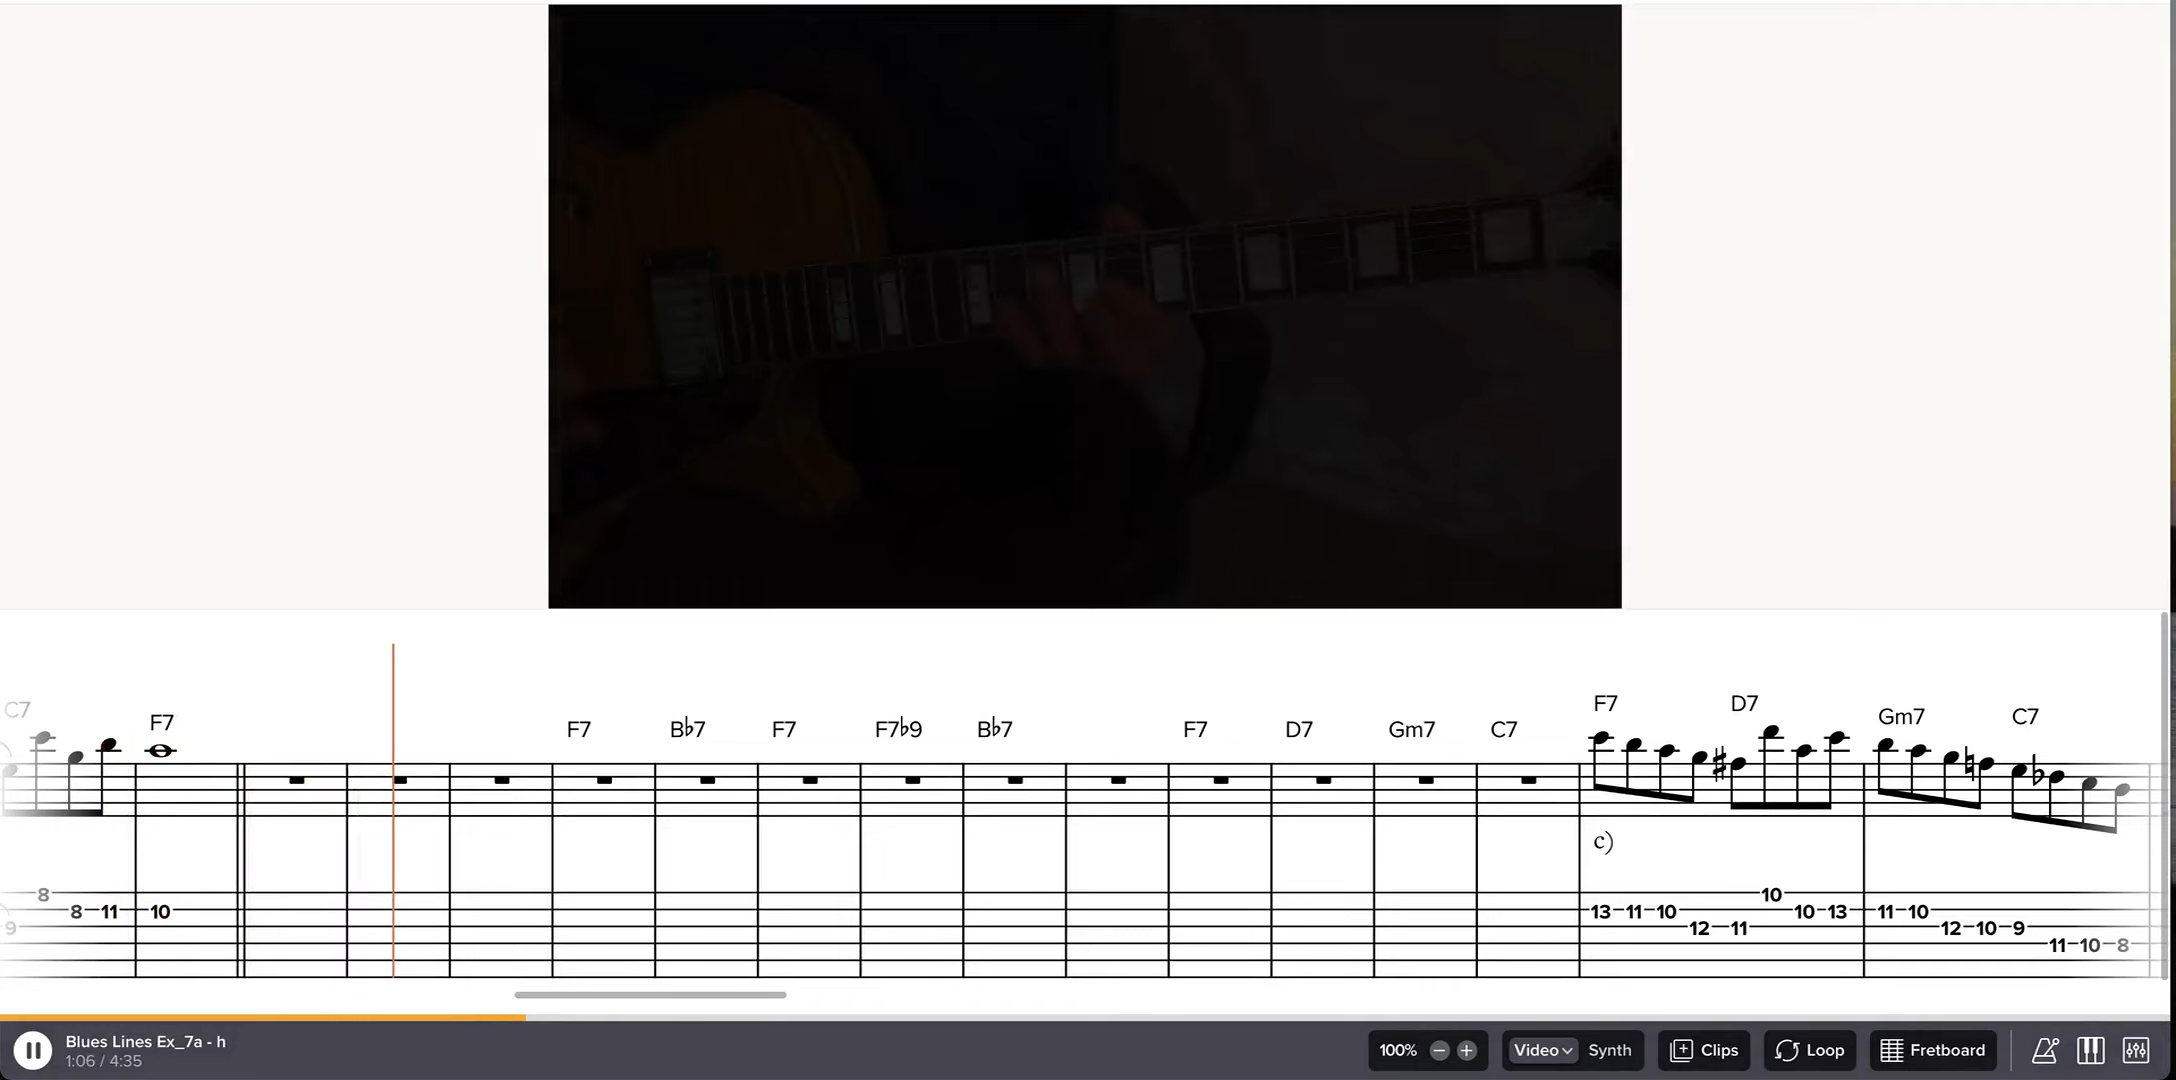 C7 F7 F7 B♭7 F7 F7♭9 B♭7 F7 D7 Gm7 C7 F7 D7 Gm7 C7
c)
8 10
8 11 10 13 11 10 10 13 11 10
9 12 11 12 10 9
11 10 8
Blues Lines Ex_7a - h
1:06 / 4:35
100% Video Synth Clips Loop Fretboard